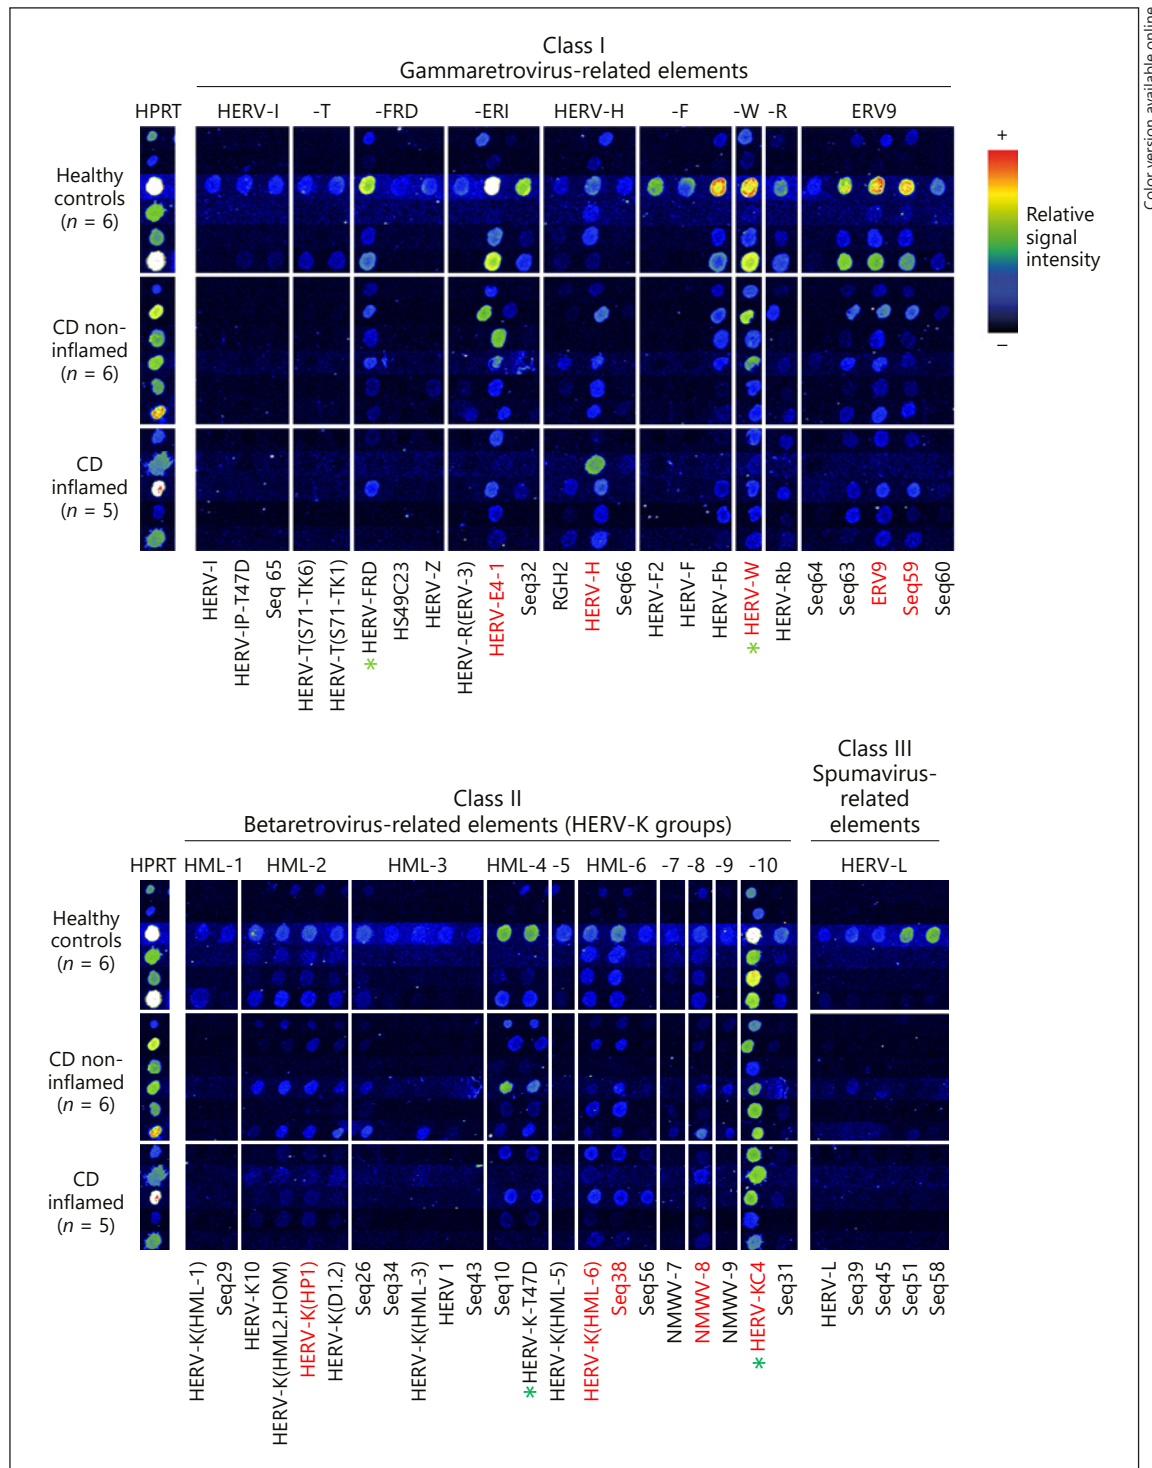 Color version available online
Class I
Gammaretrovirus-related elements
HPRT HERV-I -T -FRD -ERI HERV-H -F -W -R ERV9
Healthy
controls
(n = 6)
CD non-
inflamed
(n = 6)
CD
inflamed
(n = 5)
+
Relative
signal
intensity
–
HERV-I
HERV-IP-T47D
Seq 65
HERV-T(S71-TK6)
HERV-T(S71-TK1)
* HERV-FRD
HS49C23
HERV-Z
HERV-R(ERV-3)
HERV-E4-1
Seq32
RGH2
HERV-H
Seq66
HERV-F2
HERV-F
HERV-Fb
* HERV-W
HERV-Rb
Seq64
Seq63
ERV9
Seq59
Seq60
Class II
Betaretrovirus-related elements (HERV-K groups)
Class III
Spumavirus-
related
elements
HPRT HML-1 HML-2 HML-3 HML-4 -5 HML-6 -7 -8 -9 -10 HERV-L
Healthy
controls
(n = 6)
CD non-
inflamed
(n = 6)
CD
inflamed
(n = 5)
HERV-K(HML-1)
Seq29
HERV-K10
HERV-K(HML2.HOM)
HERV-K(HP1)
HERV-K(D1.2)
Seq26
Seq34
HERV-K(HML-3)
HERV 1
Seq43
Seq10
*HERV-K-T47D
HERV-K(HML-5)
HERV-K(HML-6)
Seq38
Seq56
NMWV-7
NMWV-8
NMWV-9
* HERV-KC4
Seq31
HERV-L
Seq39
Seq45
Seq51
Seq58